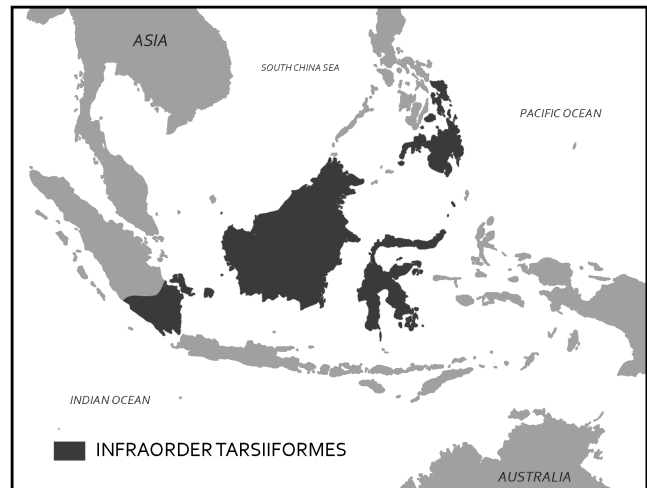 ASIA
SOUTH CHINA SEA
PACIFIC OCEAN
INDIAN OCEAN
INFRAORDER TARSIIFORMES
AUSTRALIA